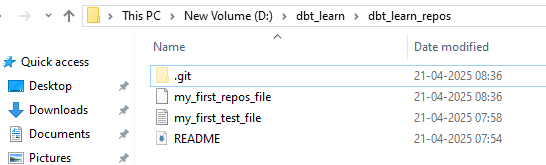 This PC > New Volume (D:) > dbt_learn > dbt_learn_repos
Name Date modified
Quick access
Desktop
Downloads
Documents
Pictures
.git 21-04-2025 08:36
my_first_repos_file 21-04-2025 08:36
my_first_test_file 21-04-2025 07:58
README 21-04-2025 07:54